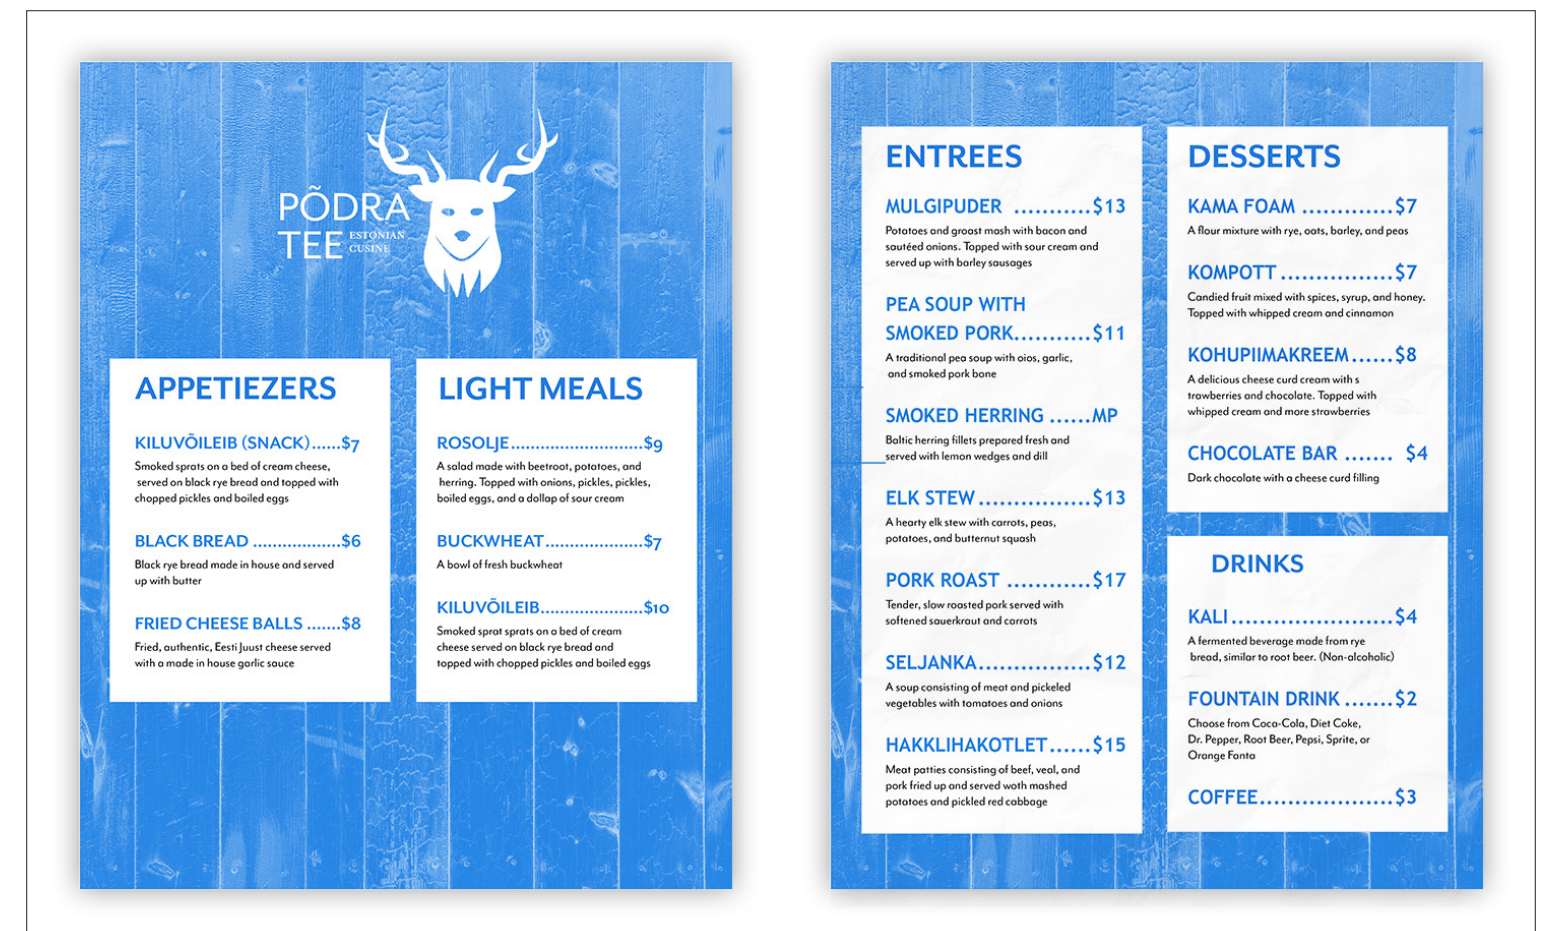 PÕDRA
TEE ESTONIAN
CUSINE
APPETIEZERS
KILUVÕILEIB (SNACK)......$7
Smoked sprats on a bed of cream cheese,
served on black rye bread and topped with
chopped pickles and boiled eggs
BLACK BREAD ...................$6
Black rye bread made in house and served
up with butter
FRIED CHEESE BALLS .......$8
Fried, authentic, Eesti Juust cheese served
with a made in house garlic sauce
LIGHT MEALS
ROSOLJE............................$9
A salad made with beetroot, potatoes, and
herring. Topped with onions, pickles, pickles,
boiled eggs, and a dollap of sour cream
BUCKWHEAT.....................$7
A bowl of fresh buckwheat
KILUVÕILEIB......................$10
Smoked sprat sprats on a bed of cream
cheese served on black rye bread and
topped with chopped pickles and boiled eggs
ENTREES
MULGIPUDER ...........$13
Potatoes and groast mash with bacon and
sautéed onions. Topped with sour cream and
served up with barley sausages
PEA SOUP WITH
SMOKED PORK...........$11
A traditional pea soup with oios, garlic,
and smoked pork bone
SMOKED HERRING ......MP
Baltic herring fillets prepared fresh and
served with lemon wedges and dill
ELK STEW ................$13
A hearty elk stew with carrots, peas,
potatoes, and butternut squash
PORK ROAST ............$17
Tender, slow roasted pork served with
softened sauerkraut and carrots
SELJANKA................$12
A soup consisting of meat and pickeled
vegetables with tomatoes and onions
HAKKLIHAKOTLET......$15
Meat patties consisting of beef, veal, and
pork fried up and served woth mashed
potatoes and pickled red cabbage
DESSERTS
KAMA FOAM .............$7
A flour mixture with rye, oats, barley, and peas
KOMPOTT ................$7
Candied fruit mixed with spices, syrup, and honey.
Topped with whipped cream and cinnamon
KOHUPIIMAKREEM......$8
A delicious cheese curd cream with s
trawberries and chocolate. Topped with
whipped cream and more strawberries
CHOCOLATE BAR ....... $4
Dark chocolate with a cheese curd filling
DRINKS
KALI.......................$4
A fermented beverage made from rye
bread, similar to root beer. (Non-alcoholic)
FOUNTAIN DRINK .......$2
Choose from Coca-Cola, Diet Coke,
Dr. Pepper, Root Beer, Pepsi, Sprite, or
Orange Fanta
COFFEE...................$3